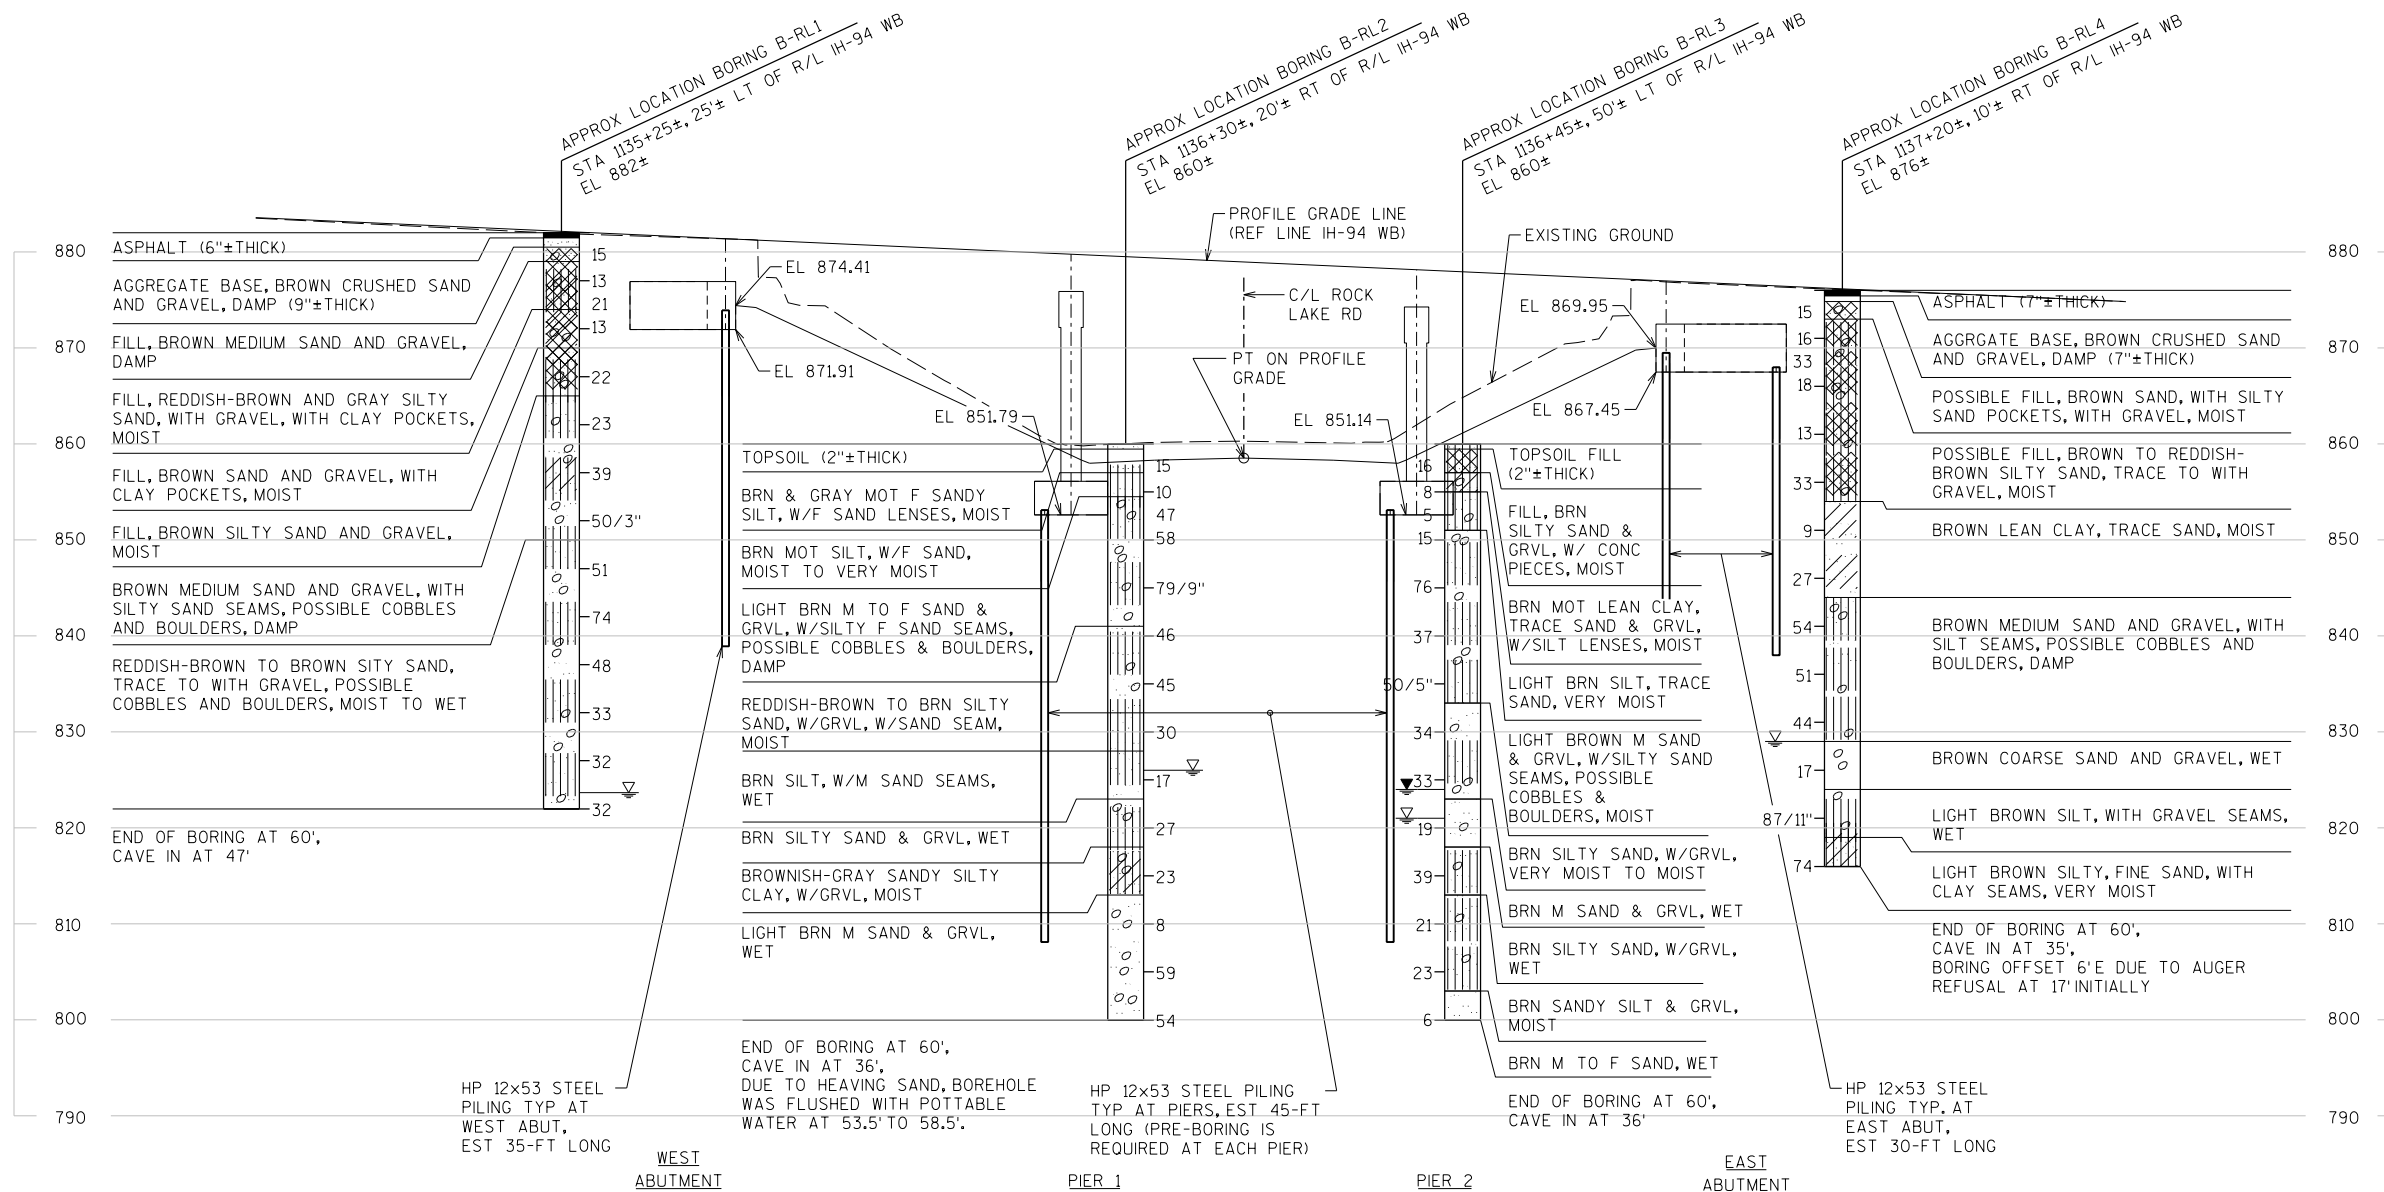 APPROX LOCATION BORING B-RL1
STA 1135+25±, 25'± LT OF R/L IH-94 WB
EL 882±
APPROX LOCATION BORING B-RL2
STA 1136+30±, 20'± RT OF R/L IH-94 WB
EL 860±
APPROX LOCATION BORING B-RL3
STA 1136+45±, 50'± LT OF R/L IH-94 WB
EL 860±
APPROX LOCATION BORING B-RL4
STA 1137+20±, 10'± RT OF R/L IH-94 WB
EL 876±
880
870
860
850
840
830
820
810
800
790
ASPHALT (6"±THICK)
AGGREGATE BASE, BROWN CRUSHED SAND
AND GRAVEL, DAMP (9"±THICK)
FILL, BROWN MEDIUM SAND AND GRAVEL,
DAMP
FILL, REDDISH-BROWN AND GRAY SILTY
SAND, WITH GRAVEL, WITH CLAY POCKETS,
MOIST
FILL, BROWN SAND AND GRAVEL, WITH
CLAY POCKETS, MOIST
FILL, BROWN SILTY SAND AND GRAVEL,
MOIST
BROWN MEDIUM SAND AND GRAVEL, WITH
SILTY SAND SEAMS, POSSIBLE COBBLES
AND BOULDERS, DAMP
REDDISH-BROWN TO BROWN SITY SAND,
TRACE TO WITH GRAVEL, POSSIBLE
COBBLES AND BOULDERS, MOIST TO WET
END OF BORING AT 60',
CAVE IN AT 47'
15
13
21
13
22
23
39
50/3"
51
74
48
33
32
32
EL 874.41
EL 871.91
HP 12x53 STEEL
PILING TYP AT
WEST ABUT,
EST 35-FT LONG
WEST
ABUTMENT
PROFILE GRADE LINE
(REF LINE IH-94 WB)
EXISTING GROUND
C/L ROCK
LAKE RD
PT ON PROFILE
GRADE
EL 851.79
EL 851.14
EL 869.95
EL 867.45
TOPSOIL (2"±THICK)
BRN & GRAY MOT F SANDY
SILT, W/F SAND LENSES, MOIST
BRN MOT SILT, W/F SAND,
MOIST TO VERY MOIST
LIGHT BRN M TO F SAND &
GRVL, W/SILTY F SAND SEAMS,
POSSIBLE COBBLES & BOULDERS,
DAMP
REDDISH-BROWN TO BRN SILTY
SAND, W/GRVL, W/SAND SEAM,
MOIST
BRN SILT, W/M SAND SEAMS,
WET
BRN SILTY SAND & GRVL, WET
BROWNISH-GRAY SANDY SILTY
CLAY, W/GRVL, MOIST
LIGHT BRN M SAND & GRVL,
WET
END OF BORING AT 60',
CAVE IN AT 36',
DUE TO HEAVING SAND, BOREHOLE
WAS FLUSHED WITH POTTABLE
WATER AT 53.5' TO 58.5'.
15
10
47
58
79/9"
46
45
30
17
27
23
8
59
54
HP 12x53 STEEL PILING
TYP AT PIERS, EST 45-FT
LONG (PRE-BORING IS
REQUIRED AT EACH PIER)
PIER 1
PIER 2
16
8
5
15
76
37
50/5"
34
33
19
39
21
23
6
TOPSOIL FILL
(2"±THICK)
FILL, BRN
SILTY SAND &
GRVL, W/ CONC
PIECES, MOIST
BRN MOT LEAN CLAY,
TRACE SAND & GRVL,
W/SILT LENSES, MOIST
LIGHT BRN SILT, TRACE
SAND, VERY MOIST
LIGHT BROWN M SAND
& GRVL, W/SILTY SAND
SEAMS, POSSIBLE
COBBLES &
BOULDERS, MOIST
BRN SILTY SAND, W/GRVL,
VERY MOIST TO MOIST
BRN M SAND & GRVL, WET
BRN SILTY SAND, W/GRVL,
WET
BRN SANDY SILT & GRVL,
MOIST
BRN M TO F SAND, WET
END OF BORING AT 60',
CAVE IN AT 36'
15
16
33
18
13
33
9
27
54
51
44
17
87/11"
74
ASPHALT (7"±THICK)
AGGRGATE BASE, BROWN CRUSHED SAND
AND GRAVEL, DAMP (7"±THICK)
POSSIBLE FILL, BROWN SAND, WITH SILTY
SAND POCKETS, WITH GRAVEL, MOIST
POSSIBLE FILL, BROWN TO REDDISH-
BROWN SILTY SAND, TRACE TO WITH
GRAVEL, MOIST
BROWN LEAN CLAY, TRACE SAND, MOIST
BROWN MEDIUM SAND AND GRAVEL, WITH
SILT SEAMS, POSSIBLE COBBLES AND
BOULDERS, DAMP
BROWN COARSE SAND AND GRAVEL, WET
LIGHT BROWN SILT, WITH GRAVEL SEAMS,
WET
LIGHT BROWN SILTY, FINE SAND, WITH
CLAY SEAMS, VERY MOIST
END OF BORING AT 60',
CAVE IN AT 35',
BORING OFFSET 6'E DUE TO AUGER
REFUSAL AT 17' INITIALLY
HP 12x53 STEEL
PILING TYP. AT
EAST ABUT,
EST 30-FT LONG
EAST
ABUTMENT
880
870
860
850
840
830
820
810
800
790